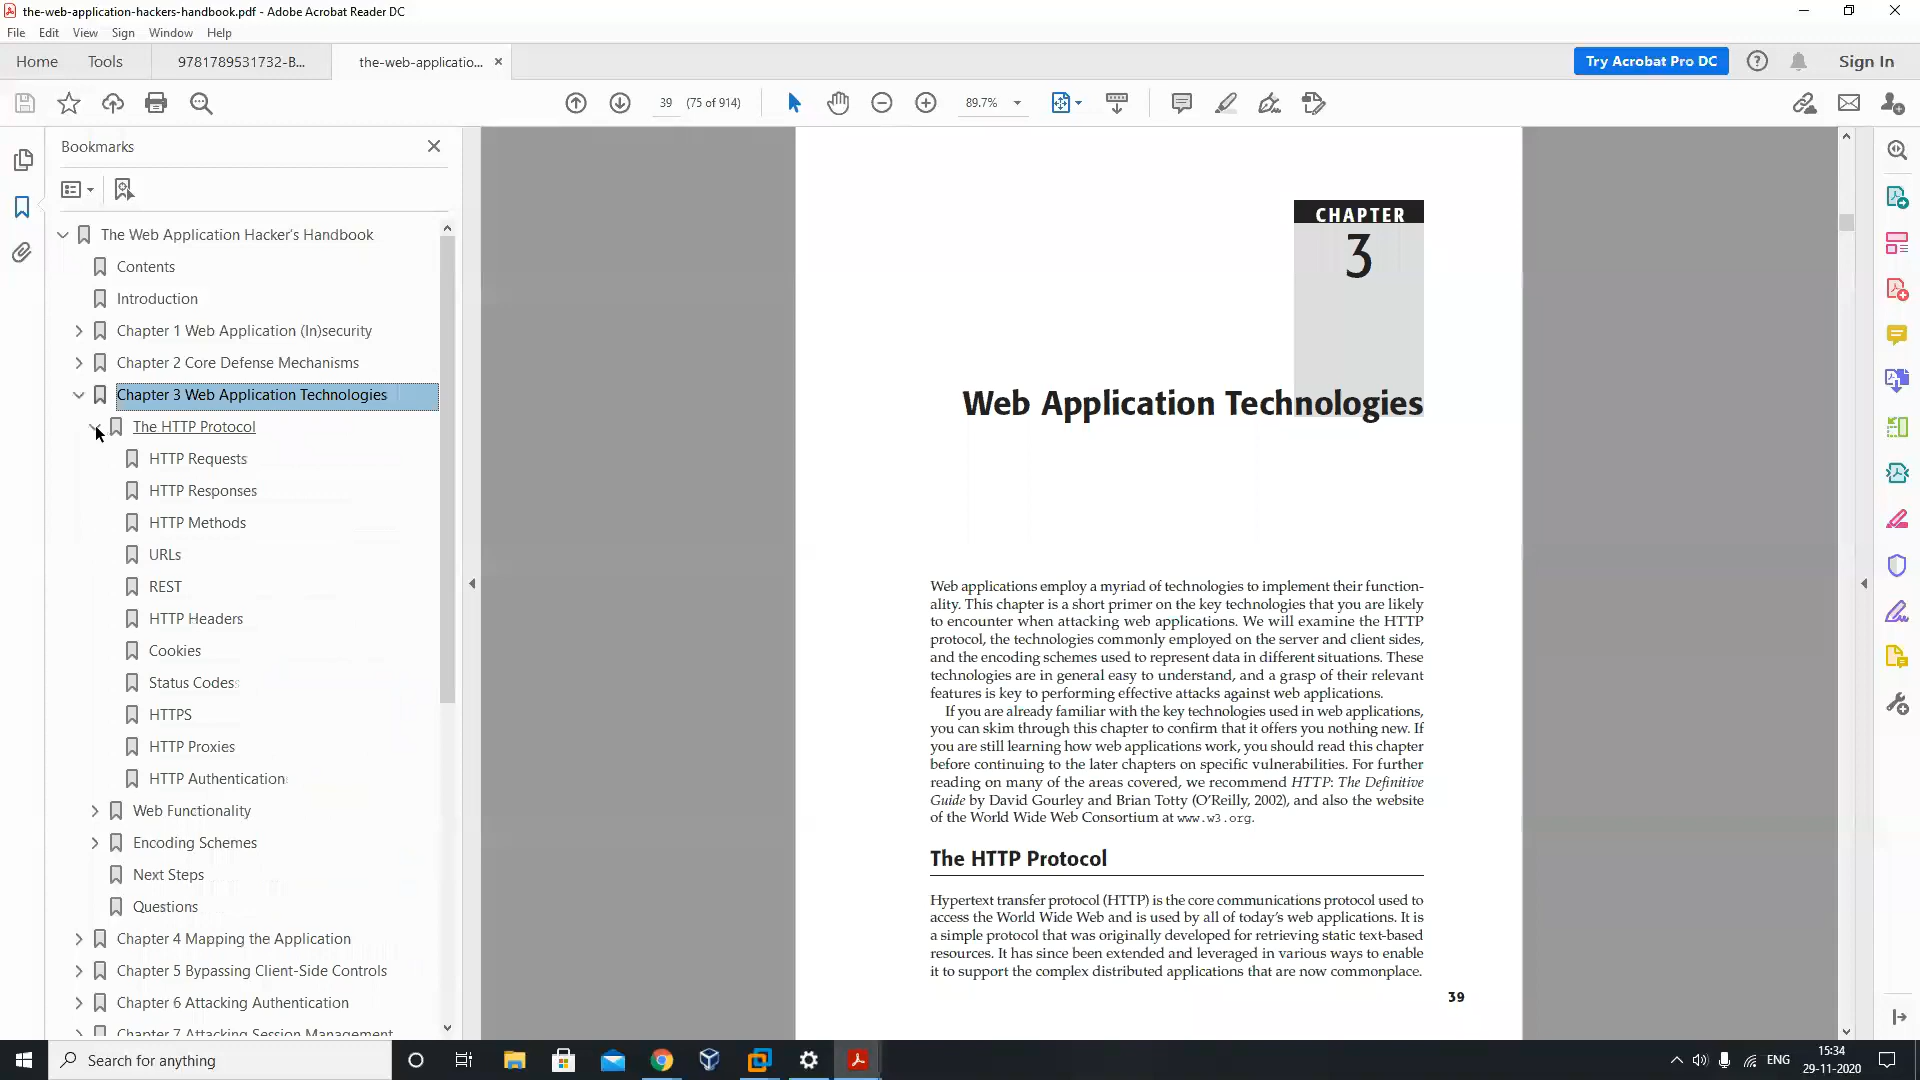 the-web-application-hackers-handbook.pdf - Adobe Acrobat Reader DC
File Edit View Sign Window Help
Home Tools 9781789531732-B... the-web-applicatio... Try Acrobat Pro DC Sign In
39 (75 of 914) 89.7%
Bookmarks
The Web Application Hacker's Handbook
Contents
Introduction
Chapter 1 Web Application (In)security
Chapter 2 Core Defense Mechanisms
Chapter 3 Web Application Technologies
The HTTP Protocol
HTTP Requests
HTTP Responses
HTTP Methods
URLs
REST
HTTP Headers
Cookies
Status Codes
HTTPS
HTTP Proxies
HTTP Authentication
Web Functionality
Encoding Schemes
Next Steps
Questions
Chapter 4 Mapping the Application
Chapter 5 Bypassing Client-Side Controls
Chapter 6 Attacking Authentication
Chapter 7 Attacking Session Management
CHAPTER
3
Web Application Technologies
Web applications employ a myriad of technologies to implement their function-
ality. This chapter is a short primer on the key technologies that you are likely
to encounter when attacking web applications. We will examine the HTTP
protocol, the technologies commonly employed on the server and client sides,
and the encoding schemes used to represent data in different situations. These
technologies are in general easy to understand, and a grasp of their relevant
features is key to performing effective attacks against web applications.
If you are already familiar with the key technologies used in web applications,
you can skim through this chapter to confirm that it offers you nothing new. If
you are still learning how web applications work, you should read this chapter
before continuing to the later chapters on specific vulnerabilities. For further
reading on many of the areas covered, we recommend HTTP: The Definitive
Guide by David Gourley and Brian Totty (O'Reilly, 2002), and also the website
of the World Wide Web Consortium at www.w3.org.
The HTTP Protocol
Hypertext transfer protocol (HTTP) is the core communications protocol used to
access the World Wide Web and is used by all of today's web applications. It is
a simple protocol that was originally developed for retrieving static text-based
resources. It has since been extended and leveraged in various ways to enable
it to support the complex distributed applications that are now commonplace.
39
Search for anything
ENG
15:34
29-11-2020